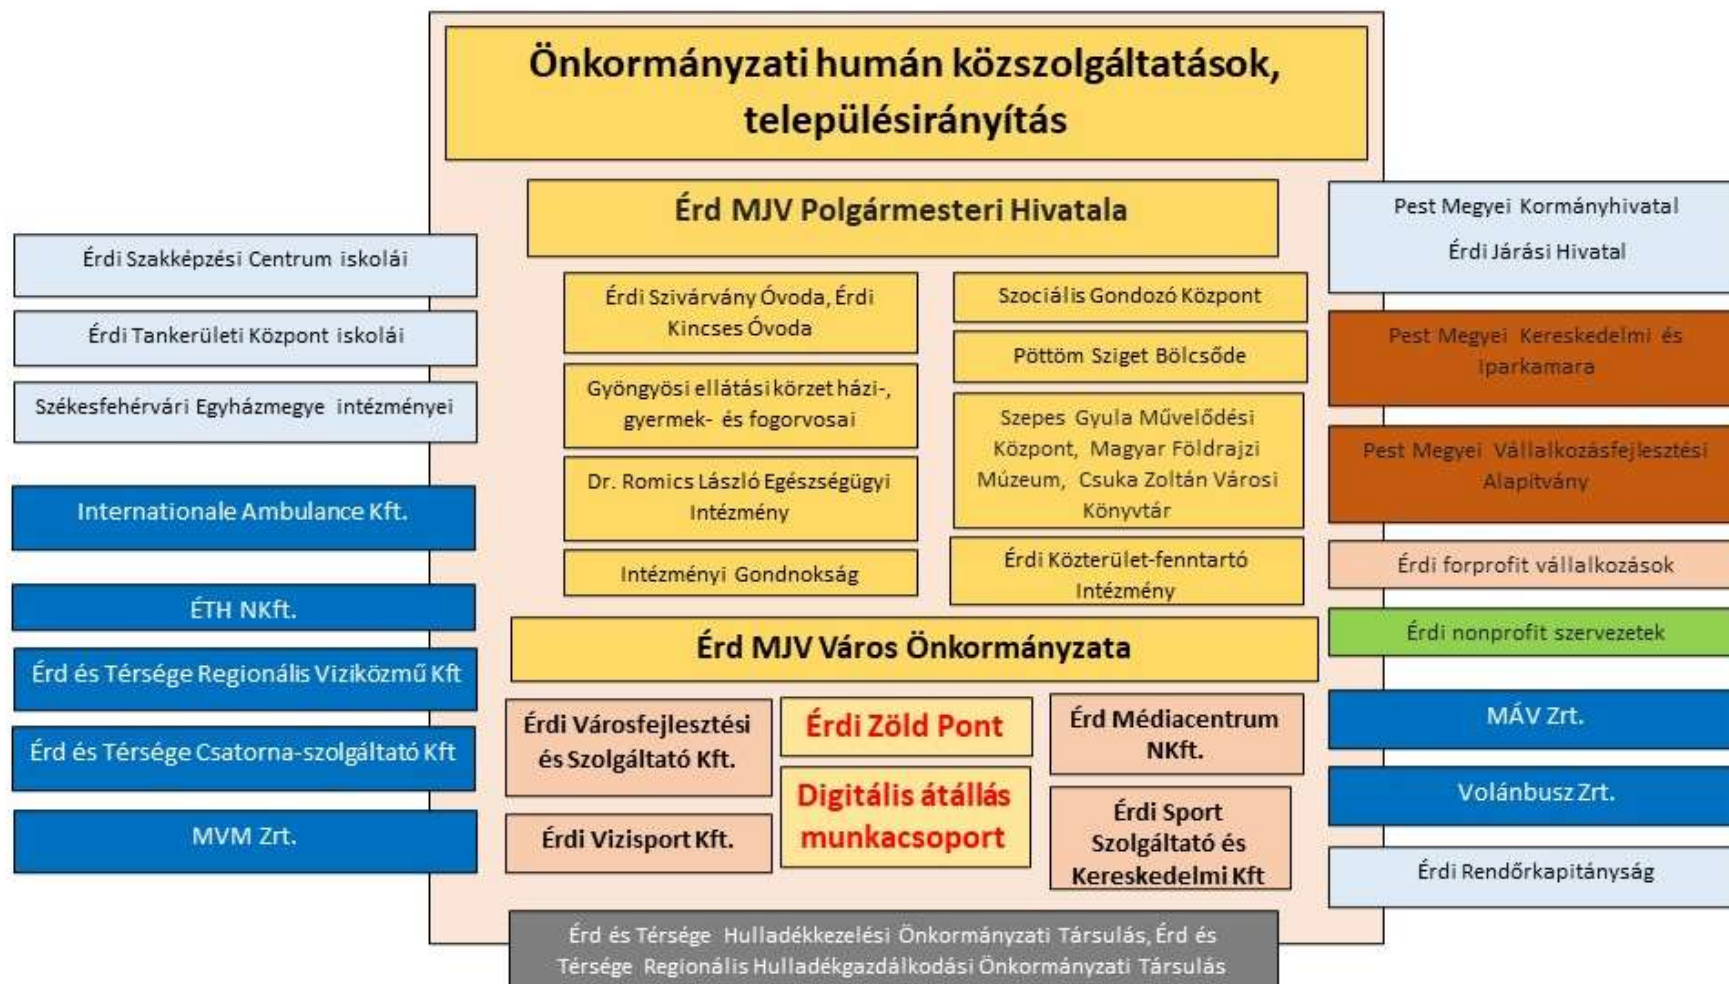 Önkormányzati humán közszolgáltatások,
településirányítás
Érd MJV Polgármesteri Hivatala
Érdi Szakképzési Centrum iskolái
Érdi Tankerületi Központ iskolái
Székesfehérvári Egyházmegye intézményei
Internationale Ambulance Kft.
ÉTH NKft.
Érd és Térsége Regionális Viziközmű Kft
Érd és Térsége Csatorna-szolgáltató Kft
MVM Zrt.
Érdi Szivárvány Óvoda, Érdi
Kincses Óvoda
Gyöngyösi ellátási körzet házi-,
gyermek- és fogorvosai
Dr. Romics László Egészségügyi
Intézmény
Intézményi Gondnokság
Szociális Gondozó Központ
Pöttöm Sziget Bölcsőde
Szepes Gyula Művelődési
Központ, Magyar Földrajzi
Múzeum, Csuka Zoltán Városi
Könyvtár
Érdi Közterület-fenntartó
Intézmény
Érd MJV Város Önkormányzata
Érdi Városfejlesztési
és Szolgáltató Kft.
Érdi Vizisport Kft.
Érdi Zöld Pont
Digitális átállás
munkacsoport
Érd Médiacentrum
NKft.
Érdi Sport
Szolgáltató és
Kereskedelmi Kft
Érd és Térsége Hulladékkezelési Önkormányzati Társulás, Érd és
Térsége Regionális Hulladékgazdálkodási Önkormányzati Társulás
Pest Megyei Kormányhivatal
Érdi Járási Hivatal
Pest Megyei Kereskedelmi és
Iparkamara
Pest Megyei Vállalkozásfejlesztési
Alapítvány
Érdi forprofit vállalkozások
Érdi nonprofit szervezetek
MÁV Zrt.
Volánbusz Zrt.
Érdi Rendőrkapitányság